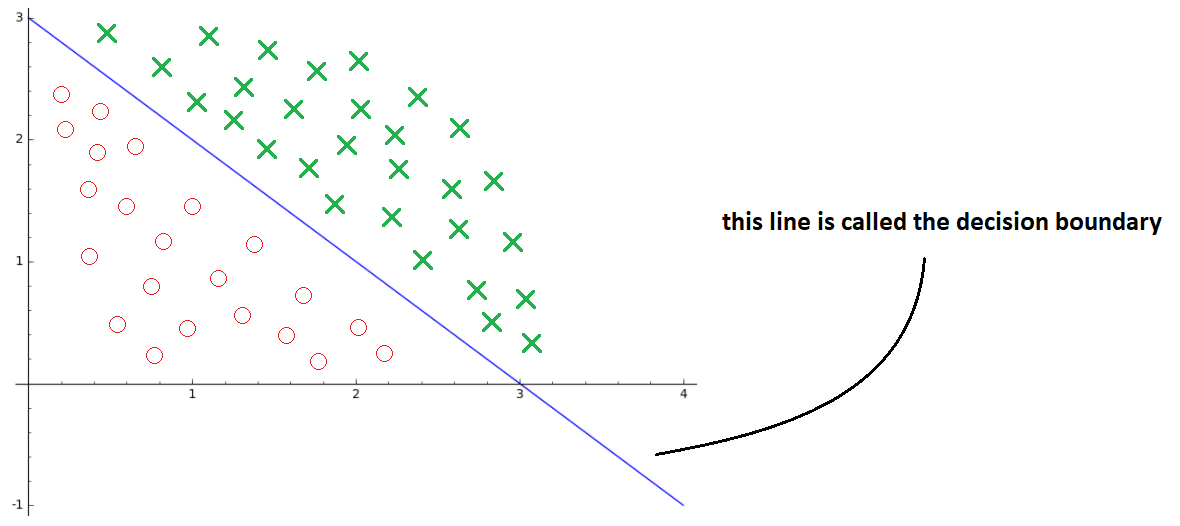 3
2
this line is called the decision boundary
1
1 2 3 4
-1